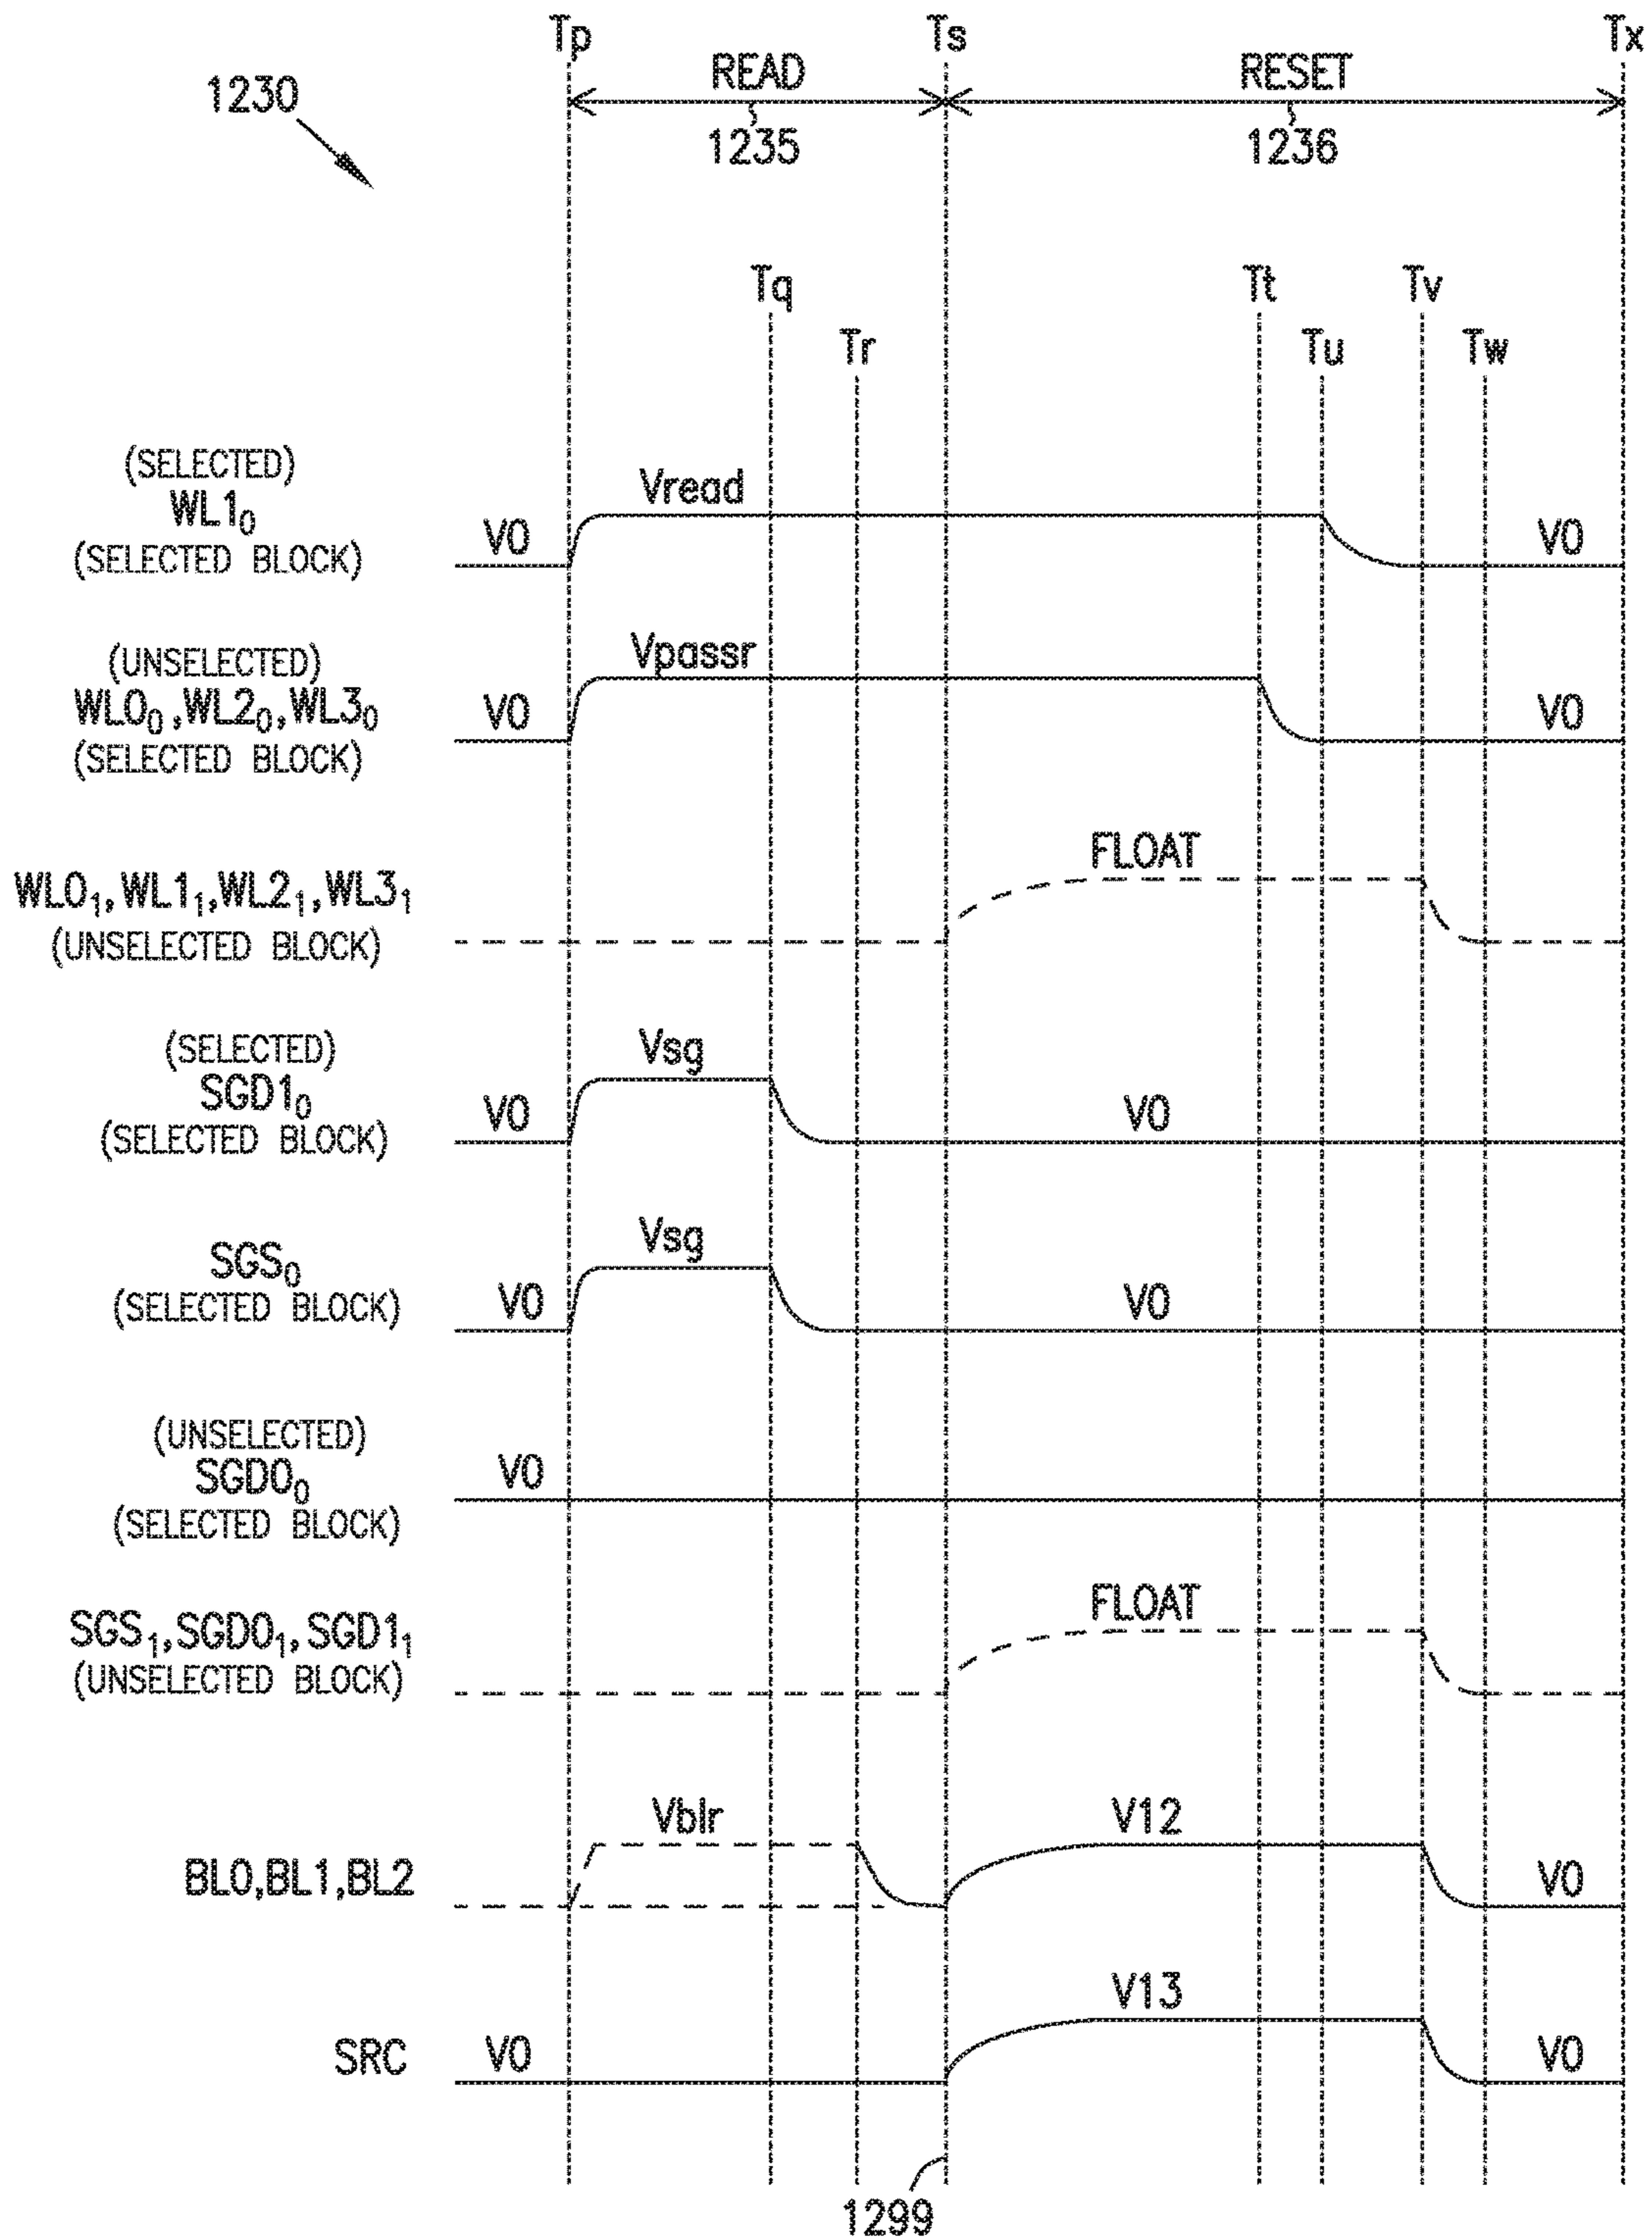 Tp Ts Tx
READ RESET
1230
1235 1236
Tq Tt Tv
Tr Tu Tw
(SELECTED)
Vread
WL1₀
V0 V0
(SELECTED BLOCK)
(UNSELECTED)
Vpassr
WL0₀,WL2₀,WL3₀
V0 V0
(SELECTED BLOCK)
FLOAT
WL0₁,WL1₁,WL2₁,WL3₁
(UNSELECTED BLOCK)
(SELECTED)
Vsg
SGD1₀
V0 V0
(SELECTED BLOCK)
Vsg
SGS₀
V0 V0
(SELECTED BLOCK)
(UNSELECTED)
SGD0₀
V0
(SELECTED BLOCK)
FLOAT
SGS₁,SGD0₁,SGD1₁
(UNSELECTED BLOCK)
Vblr V12
BL0,BL1,BL2 V0
V13
SRC V0 V0
1299